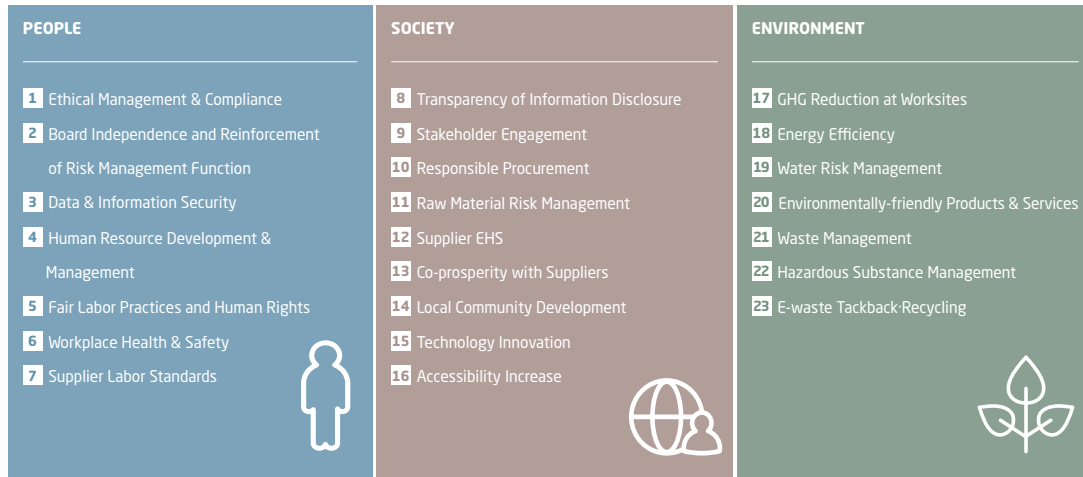 PEOPLE
1 Ethical Management & Compliance
2 Board Independence and Reinforcement
of Risk Management Function
3 Data & Information Security
4 Human Resource Development &
Management
5 Fair Labor Practices and Human Rights
6 Workplace Health & Safety
7 Supplier Labor Standards
SOCIETY
8 Transparency of Information Disclosure
9 Stakeholder Engagement
10 Responsible Procurement
11 Raw Material Risk Management
12 Supplier EHS
13 Co-prosperity with Suppliers
14 Local Community Development
15 Technology Innovation
16 Accessibility Increase
ENVIRONMENT
17 GHG Reduction at Worksites
18 Energy Efficiency
19 Water Risk Management
20 Environmentally-friendly Products & Services
21 Waste Management
22 Hazardous Substance Management
23 E-waste Tackback·Recycling